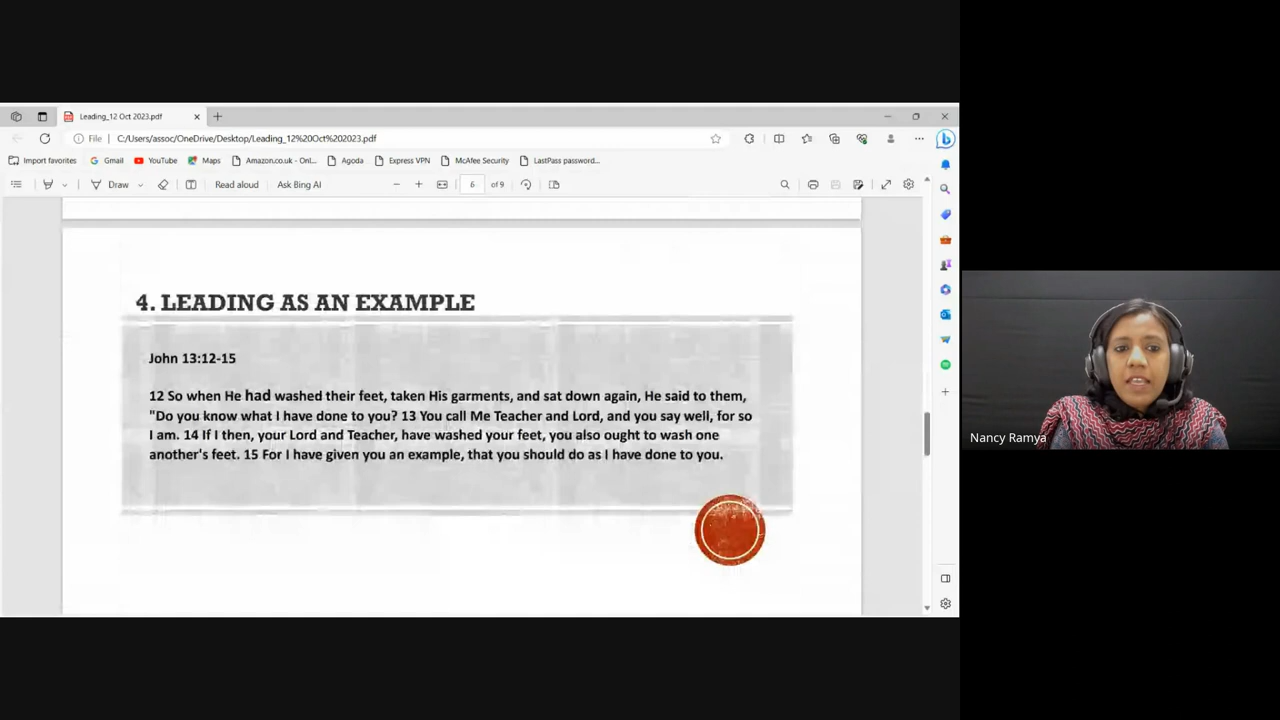 Leading_12 Oct 2023.pdf
File
C:/Users/assoc/OneDrive/Desktop/Leading_12%20Oct%202023.pdf
Import favorites
Gmail
YouTube
Maps
Amazon.co.uk - Onl...
Agoda
Express VPN
McAfee Security
LastPass password...
Draw
Read aloud
Ask Bing AI
6
of 9
4. LEADING AS AN EXAMPLE
John 13:12-15
12 So when He had washed their feet, taken His garments, and sat down again, He said to them,
"Do you know what I have done to you? 13 You call Me Teacher and Lord, and you say well, for so
I am. 14 If I then, your Lord and Teacher, have washed your feet, you also ought to wash one
another's feet. 15 For I have given you an example, that you should do as I have done to you.
Nancy Ramya